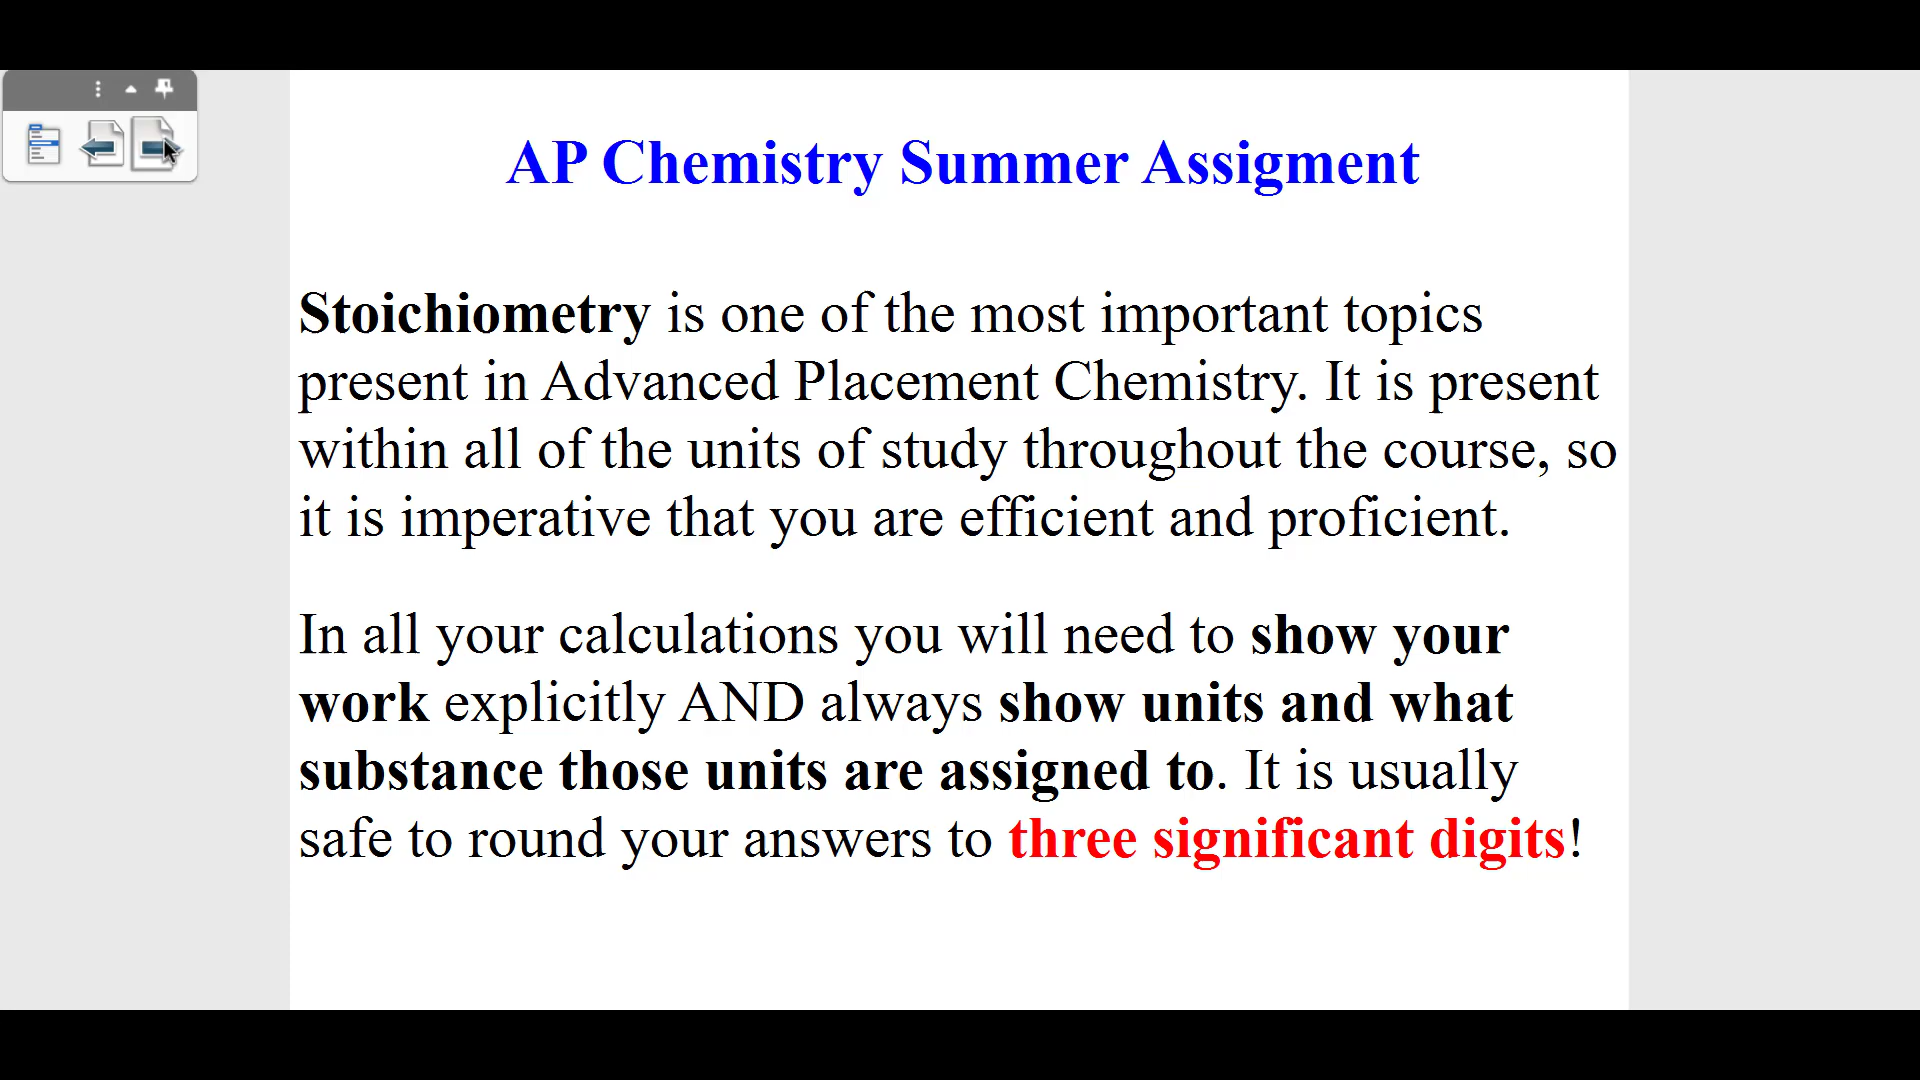 AP Chemistry Summer Assigment
Stoichiometry is one of the most important topics
present in Advanced Placement Chemistry. It is present
within all of the units of study throughout the course, so
it is imperative that you are efficient and proficient.
In all your calculations you will need to show your
work explicitly AND always show units and what
substance those units are assigned to. It is usually
safe to round your answers to three significant digits!